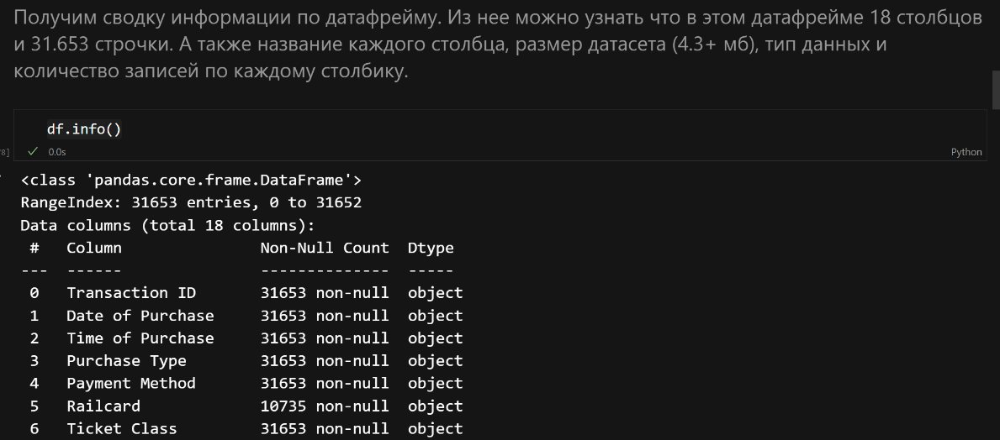 Получим сводку информации по датафрейму. Из нее можно узнать что в этом датафрейме 18 столбцов
и 31.653 строчки. А также название каждого столбца, размер датасета (4.3+ мб), тип данных и
количество записей по каждому столбику.
df.info()
8]
0.0s
Python
<class 'pandas.core.frame.DataFrame'>
RangeIndex: 31653 entries, 0 to 31652
Data columns (total 18 columns):
 #   Column             Non-Null Count  Dtype
---  ------             --------------  -----
 0   Transaction ID     31653 non-null  object
 1   Date of Purchase   31653 non-null  object
 2   Time of Purchase   31653 non-null  object
 3   Purchase Type      31653 non-null  object
 4   Payment Method     31653 non-null  object
 5   Railcard           10735 non-null  object
 6   Ticket Class       31653 non-null  object